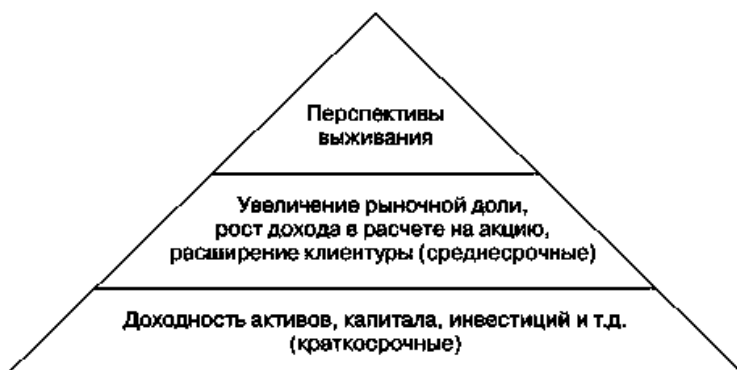 Перспективы
выживания
Увеличение рыночной доли,
рост дохода в расчете на акцию,
расширение клиентуры (среднесрочные)
Доходность активов, капитала, инвестиций и т.д.
(краткосрочные)